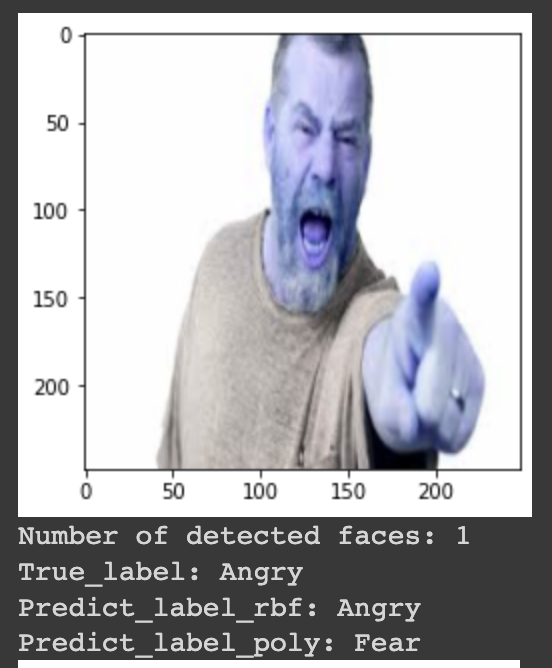 0
50
100
150
200
0 50 100 150 200
Number of detected faces: 1
True_label: Angry
Predict_label_rbf: Angry
Predict_label_poly: Fear